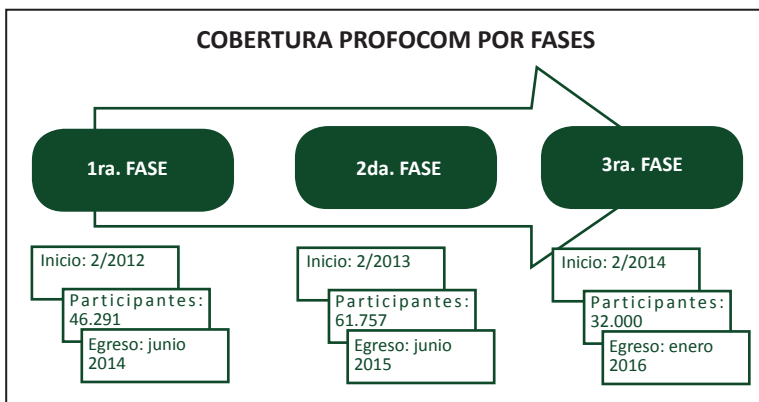 COBERTURA PROFOCOM POR FASES
1ra. FASE
2da. FASE
3ra. FASE
Inicio: 2/2012
Participantes:
46.291
Egreso: junio
2014
Inicio: 2/2013
Participantes:
61.757
Egreso: junio
2015
Inicio: 2/2014
Participantes:
32.000
Egreso: enero
2016